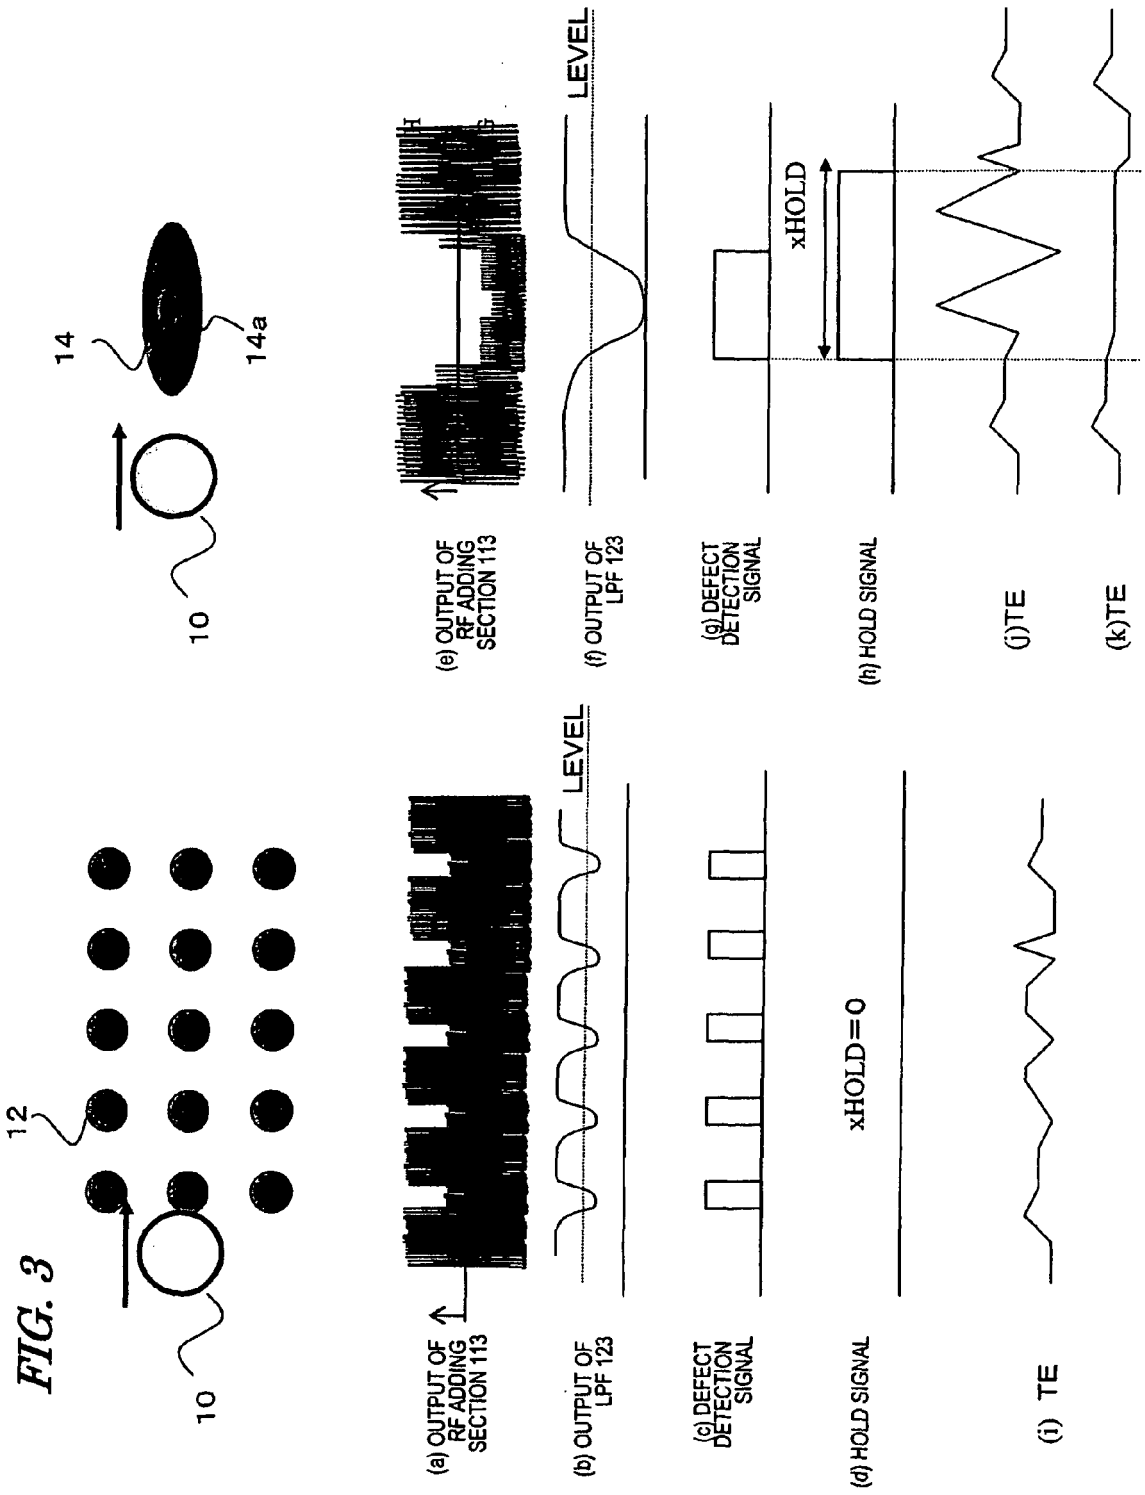 FIG. 3
10
12
(a) OUTPUT OF
RF ADDING
SECTION 113
(b) OUTPUT OF
LPF 123
LEVEL
(c) DEFECT
DETECTION
SIGNAL
(d) HOLD SIGNAL
xHOLD=0
(i) TE
10
14
14a
(e) OUTPUT OF
RF ADDING
SECTION 113
H
G
(f) OUTPUT OF
LPF 123
LEVEL
(g) DEFECT
DETECTION
SIGNAL
xHOLD
(h) HOLD SIGNAL
(j)TE
(k)TE